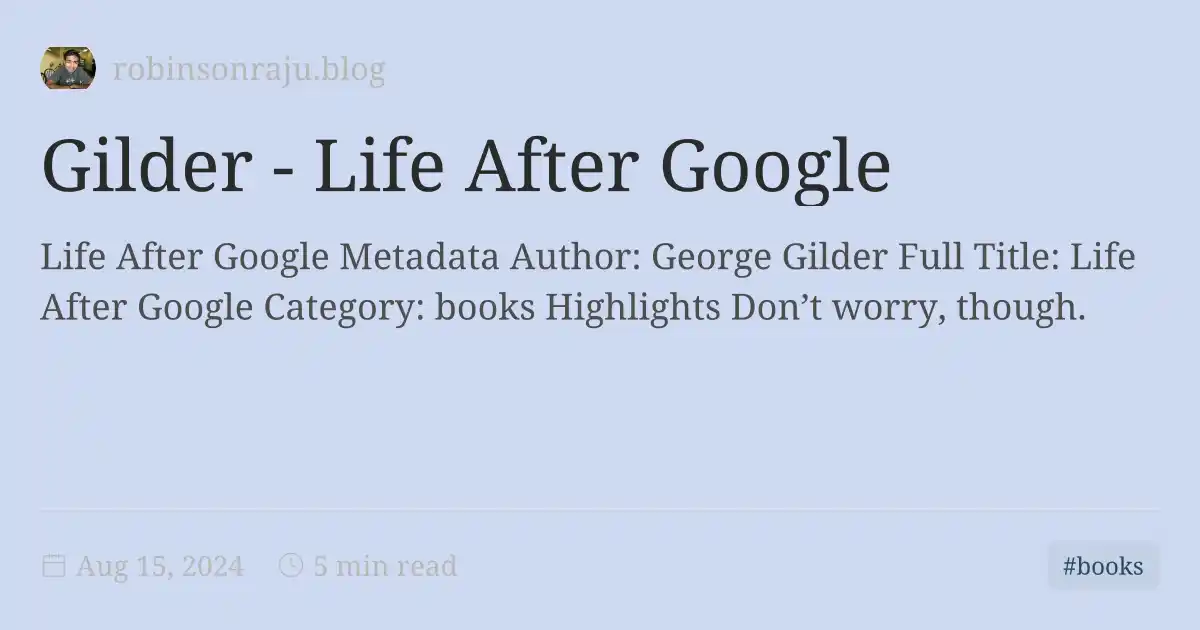 robinsonraju.blog
Gilder - Life After Google
Life After Google Metadata Author: George Gilder Full Title: Life
After Google Category: books Highlights Don’t worry, though.
Aug 15, 2024 5 min read #books